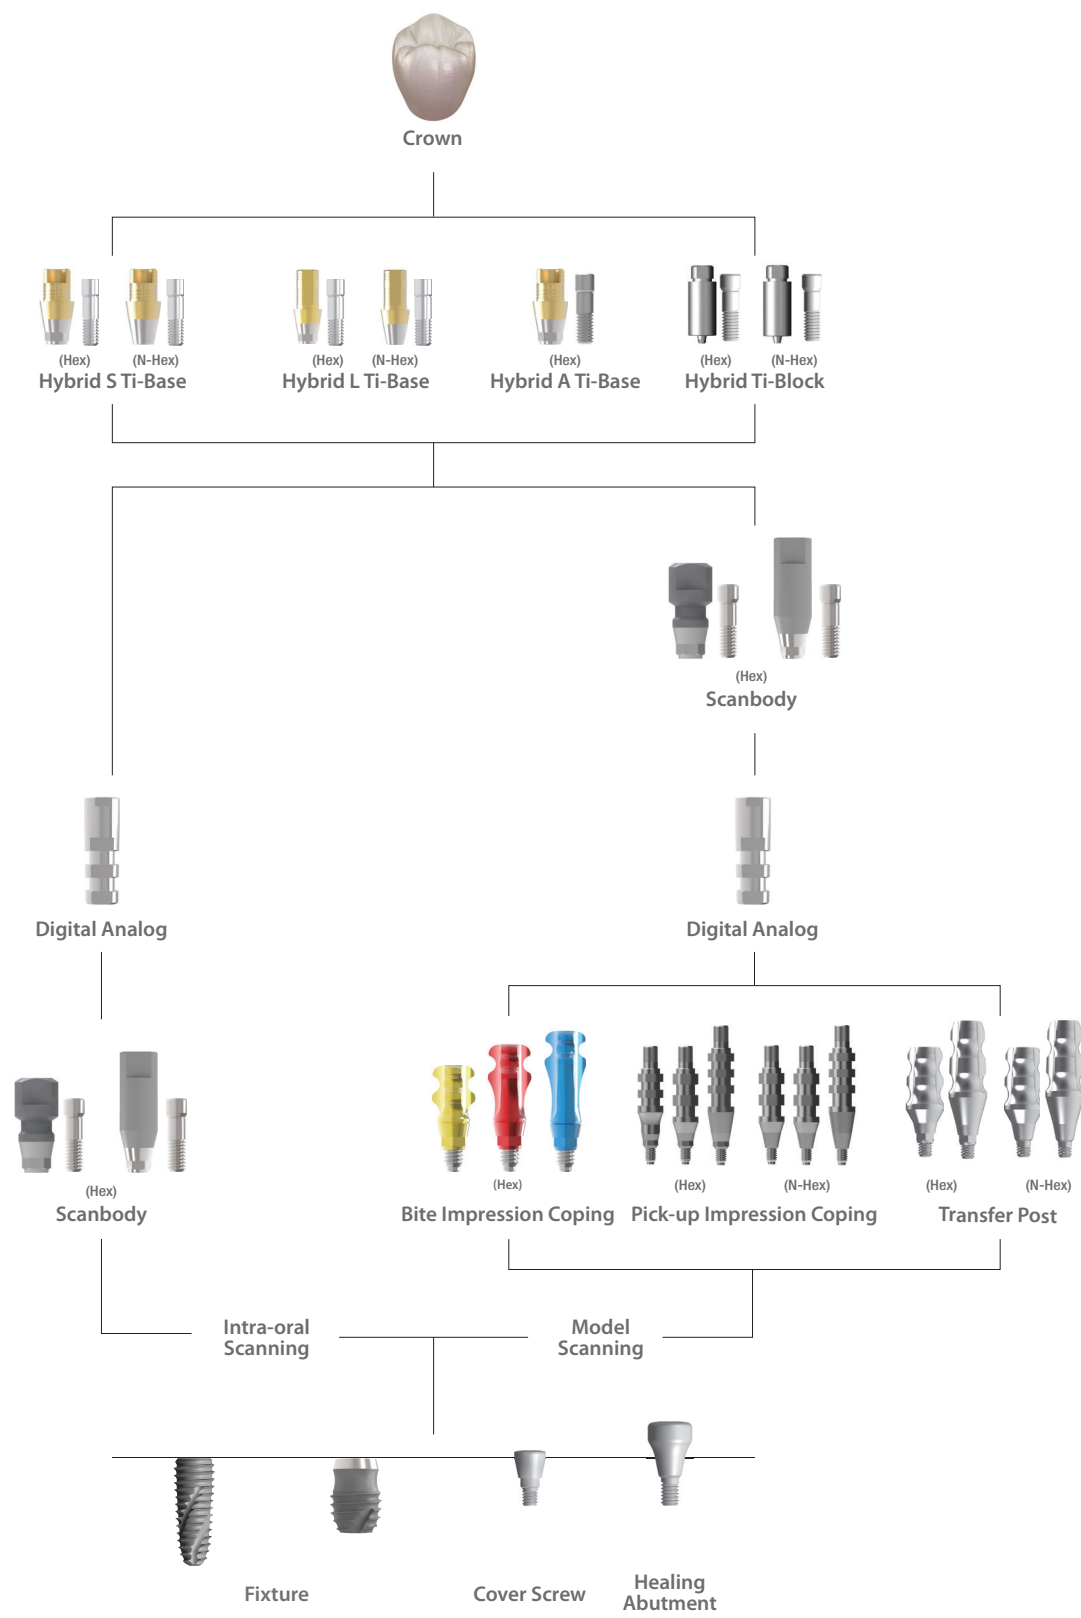 Crown
(Hex) (N-Hex) (Hex) (N-Hex) (Hex) (Hex) (N-Hex)
Hybrid S Ti-Base Hybrid L Ti-Base Hybrid A Ti-Base Hybrid Ti-Block
(Hex)
Scanbody
Digital Analog Digital Analog
(Hex) (Hex) (N-Hex) (Hex) (N-Hex)
(Hex)
Scanbody Bite Impression Coping Pick-up Impression Coping Transfer Post
Intra-oral
Scanning
Model
Scanning
Fixture
Cover Screw
Healing
Abutment